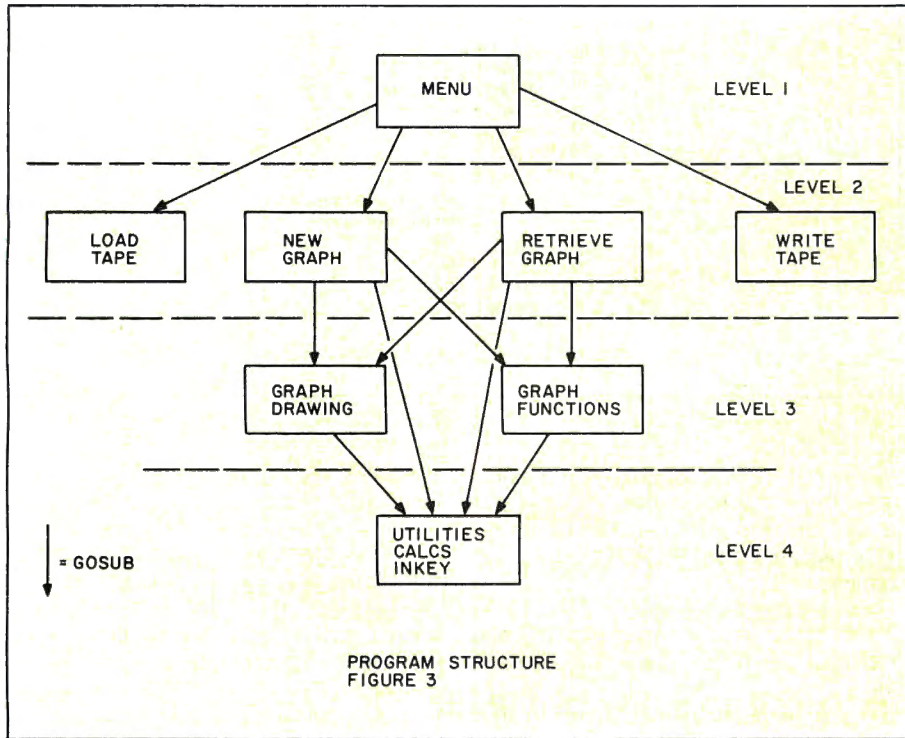 MENU
LEVEL 1
LEVEL 2
LOAD
TAPE
NEW
GRAPH
RETRIEVE
GRAPH
WRITE
TAPE
GRAPH
DRAWING
GRAPH
FUNCTIONS
LEVEL 3
UTILITIES
CALCS
INKEY
LEVEL 4
= GOSUB
PROGRAM STRUCTURE
FIGURE 3